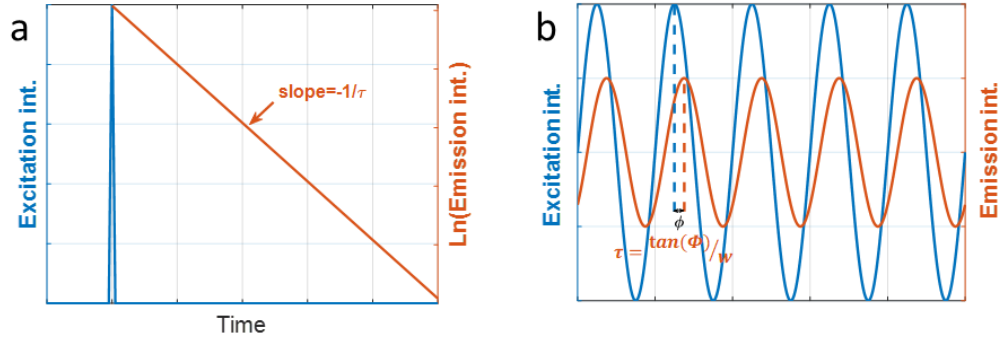 a
Excitation int.
slope=-1/τ
Ln(Emission int.)
Time
b
Excitation int.
ϕ
τ = tan(Φ)/w
Emission int.